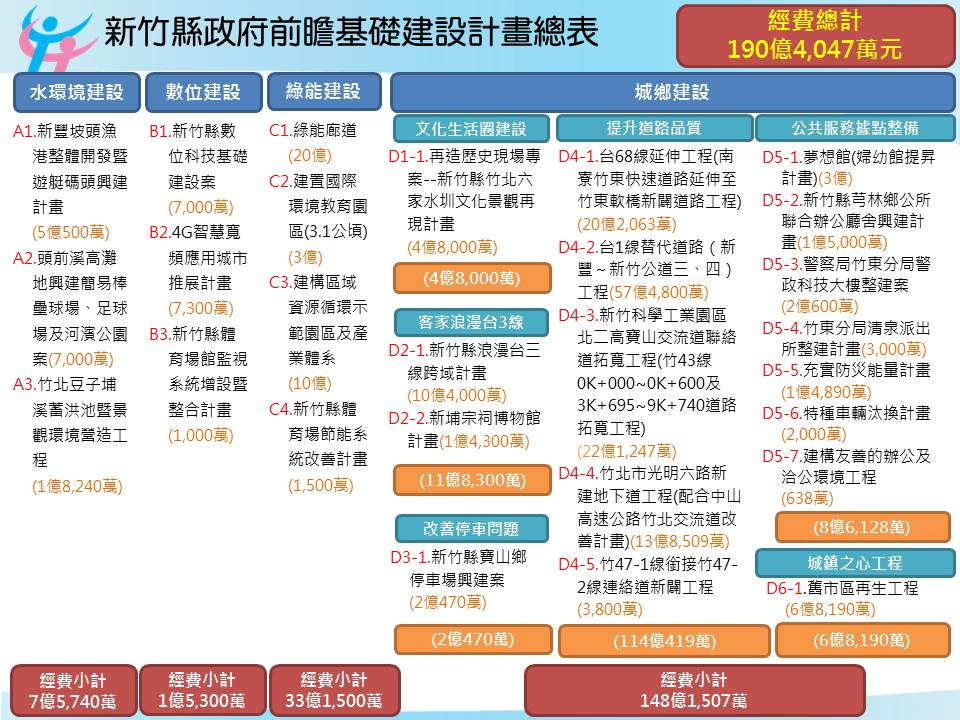 新竹縣政府前瞻基礎建設計畫總表
經費總計
190億4,047萬元
水環境建設
A1.新豐坡頭漁
港整體開發暨
遊艇碼頭興建
計畫
(5億500萬)
A2.頭前溪高灘
地興建簡易棒
壘球場、足球
場及河濱公園
案(7,000萬)
A3.竹北豆子埔
溪蓄洪池暨景
觀環境營造工
程
(1億8,240萬)
經費小計
7億5,740萬
數位建設
B1.新竹縣數
位科技基礎
建設案
(7,000萬)
B2.4G智慧寬
頻應用城市
推展計畫
(7,300萬)
B3.新竹縣體
育場館監視
系統增設暨
整合計畫
(1,000萬)
經費小計
1億5,300萬
綠能建設
C1.綠能廊道
(20億)
C2.建置國際
環境教育園
區(3.1公頃)
(3億)
C3.建構區域
資源循環示
範園區及產
業體系
(10億)
C4.新竹縣體
育場節能系
統改善計畫
(1,500萬)
經費小計
33億1,500萬
城鄉建設
文化生活圈建設
D1-1.再造歷史現場專
案--新竹縣竹北六
家水圳文化景觀再
現計畫
(4億8,000萬)
(4億8,000萬)
客家浪漫台3線
D2-1.新竹縣浪漫台三
線跨域計畫
(10億4,000萬)
D2-2.新埔宗祠博物館
計畫(1億4,300萬)
(11億8,300萬)
改善停車問題
D3-1.新竹縣寶山鄉
停車場興建案
(2億470萬)
(2億470萬)
提升道路品質
D4-1.台68線延伸工程(南
寮竹東快速道路延伸至
竹東軟橋新闢道路工程)
(20億2,063萬)
D4-2.台1線替代道路（新
豐～新竹公道三、四）
工程(57億4,800萬)
D4-3.新竹科學工業園區
北二高寶山交流道聯絡
道拓寬工程(竹43線
0K+000~0K+600及
3K+695~9K+740道路
拓寬工程)
(22億1,247萬)
D4-4.竹北市光明六路新
建地下道工程(配合中山
高速公路竹北交流道改
善計畫)(13億8,509萬)
D4-5.竹47-1線銜接竹47-
2線連絡道新闢工程
(3,800萬)
(114億419萬)
公共服務據點整備
D5-1.夢想館(婦幼館提昇
計畫)(3億)
D5-2.新竹縣芎林鄉公所
聯合辦公廳舍興建計
畫(1億5,000萬)
D5-3.警察局竹東分局警
政科技大樓整建案
(2億600萬)
D5-4.竹東分局清泉派出
所整建計畫(3,000萬)
D5-5.充實防災能量計畫
(1億4,890萬)
D5-6.特種車輛汰換計畫
(2,000萬)
D5-7.建構友善的辦公及
洽公環境工程
(638萬)
(8億6,128萬)
城鎮之心工程
D6-1.舊市區再生工程
(6億8,190萬)
(6億8,190萬)
經費小計
148億1,507萬